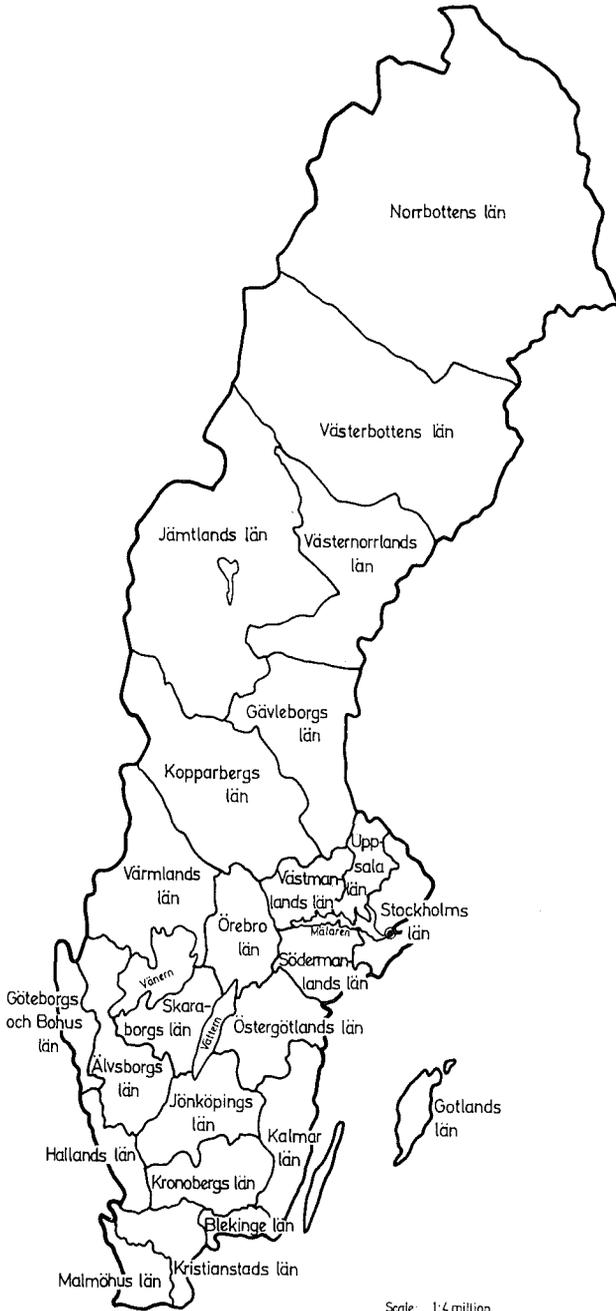 Norrbottens län
Västerbottens län
Jämtlands län
Västernorrlands
län
Gävleborgs
län
Kopparbergs
län
Upp-
sala
län
Värmlands
län
Västman-
lands län
Stockholms
län
Örebro
län
Mälaren
Söderman-
lands län
Vänern
Göteborgs
och Bohus
län
Skara-
borgs län
Vättern
Östergötlands län
Älvsborgs
län
Jönköpings
län
Gotlands
län
Kalmar
län
Hallands län
Kronobergs län
Blekinge län
Kristianstads län
Malmöhus län
Scale: 1:4 million